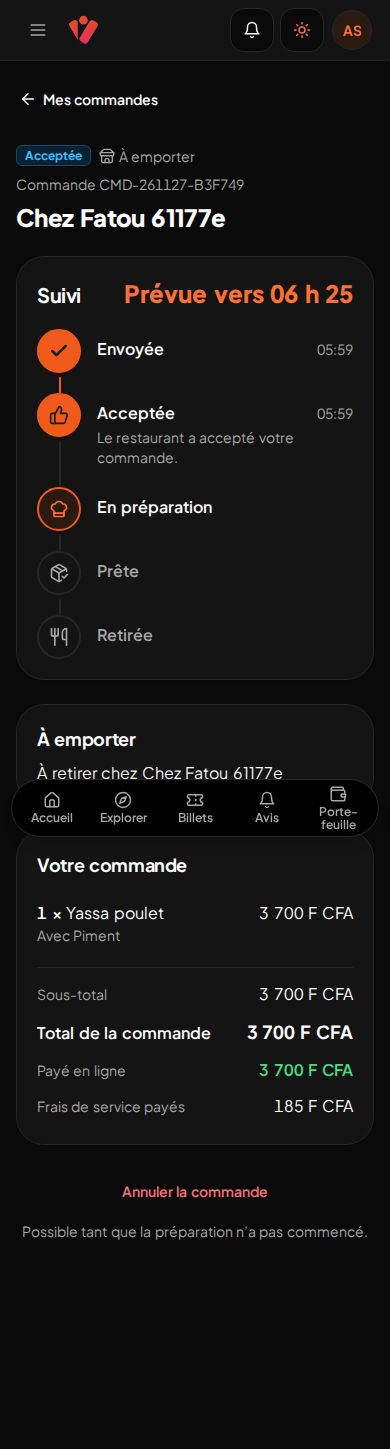 AS
Mes commandes
Acceptée À emporter
Commande CMD-261127-B3F749
Chez Fatou 61177e
Suivi Prévue vers 06 h 25
Envoyée 05:59
Acceptée 05:59
Le restaurant a accepté votre
commande.
En préparation
Prête
Retirée
À emporter
À retirer chez Chez Fatou 61177e
Accueil Explorer Billets Avis Porte-
feuille
Votre commande
1 × Yassa poulet 3 700 F CFA
Avec Piment
Sous-total 3 700 F CFA
Total de la commande 3 700 F CFA
Payé en ligne 3 700 F CFA
Frais de service payés 185 F CFA
Annuler la commande
Possible tant que la préparation n'a pas commencé.